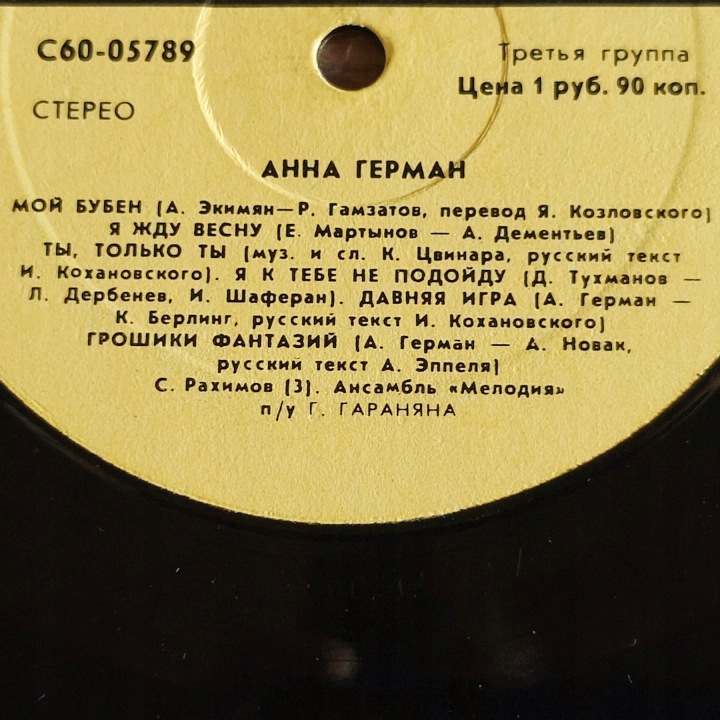 С60-05789
Третья группа
Цена 1 руб. 90 коп.
СТЕРЕО
АННА ГЕРМАН
МОЙ БУБЕН (А. Экимян—Р. Гамзатов, перевод Я. Козловского)
Я ЖДУ ВЕСНУ (Е. Мартынов — А. Дементьев)
ТЫ, ТОЛЬКО ТЫ (муз. и сл. К. Цвинара, русский текст
И. Кохановского). Я К ТЕБЕ НЕ ПОДОЙДУ (Д. Тухманов —
Л. Дербенев, И. Шаферан). ДАВНЯЯ ИГРА (А. Герман —
К. Берлинг, русский текст И. Кохановского)
ГРОШИКИ ФАНТАЗИЙ (А. Герман — А. Новак,
русский текст А. Эппеля)
С. Рахимов (3). Ансамбль «Мелодия»
п/у Г. ГАРАНЯНА